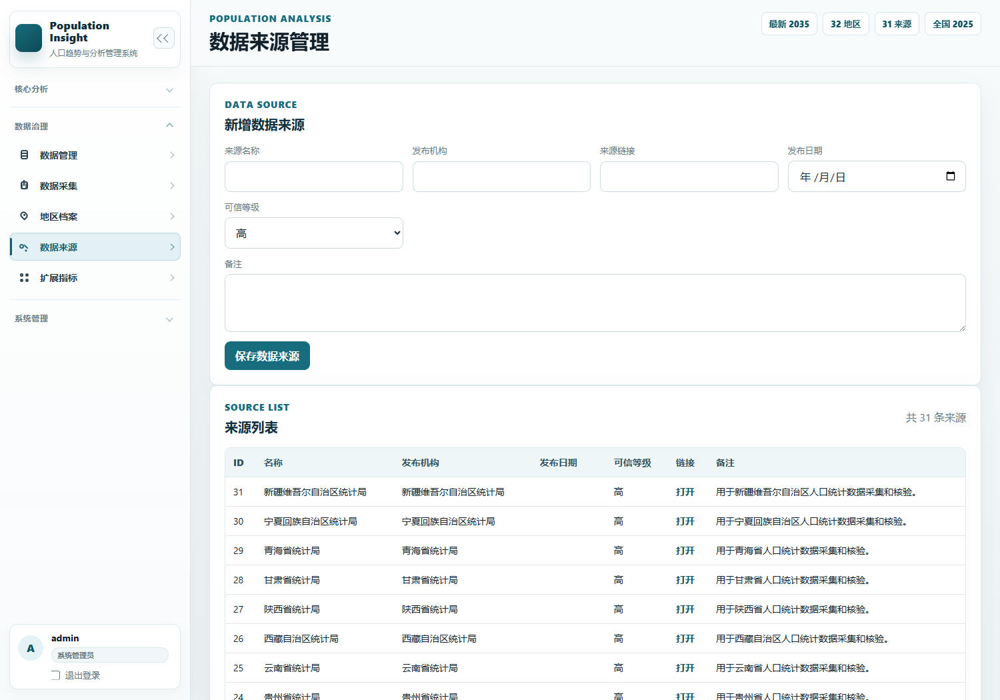 Population Insight
人口趋势与分析管理系统
核心分析
数据治理
数据管理
数据采集
地区档案
数据来源
扩展指标
系统管理
A
admin
系统管理员
退出登录
POPULATION ANALYSIS
数据来源管理
最新 2035
32 地区
31 来源
全国 2025
DATA SOURCE
新增数据来源
来源名称
发布机构
来源链接
发布日期
年 /月/日
可信等级
高
备注
保存数据来源
SOURCE LIST
来源列表
共 31 条来源
ID 名称 发布机构 发布日期 可信等级 链接 备注
31 新疆维吾尔自治区统计局 新疆维吾尔自治区统计局 高 打开 用于新疆维吾尔自治区人口统计数据采集和核验。
30 宁夏回族自治区统计局 宁夏回族自治区统计局 高 打开 用于宁夏回族自治区人口统计数据采集和核验。
29 青海省统计局 青海省统计局 高 打开 用于青海省人口统计数据采集和核验。
28 甘肃省统计局 甘肃省统计局 高 打开 用于甘肃省人口统计数据采集和核验。
27 陕西省统计局 陕西省统计局 高 打开 用于陕西省人口统计数据采集和核验。
26 西藏自治区统计局 西藏自治区统计局 高 打开 用于西藏自治区人口统计数据采集和核验。
25 云南省统计局 云南省统计局 高 打开 用于云南省人口统计数据采集和核验。
24 贵州省统计局 贵州省统计局 高 打开 用于贵州省人口统计数据采集和核验。